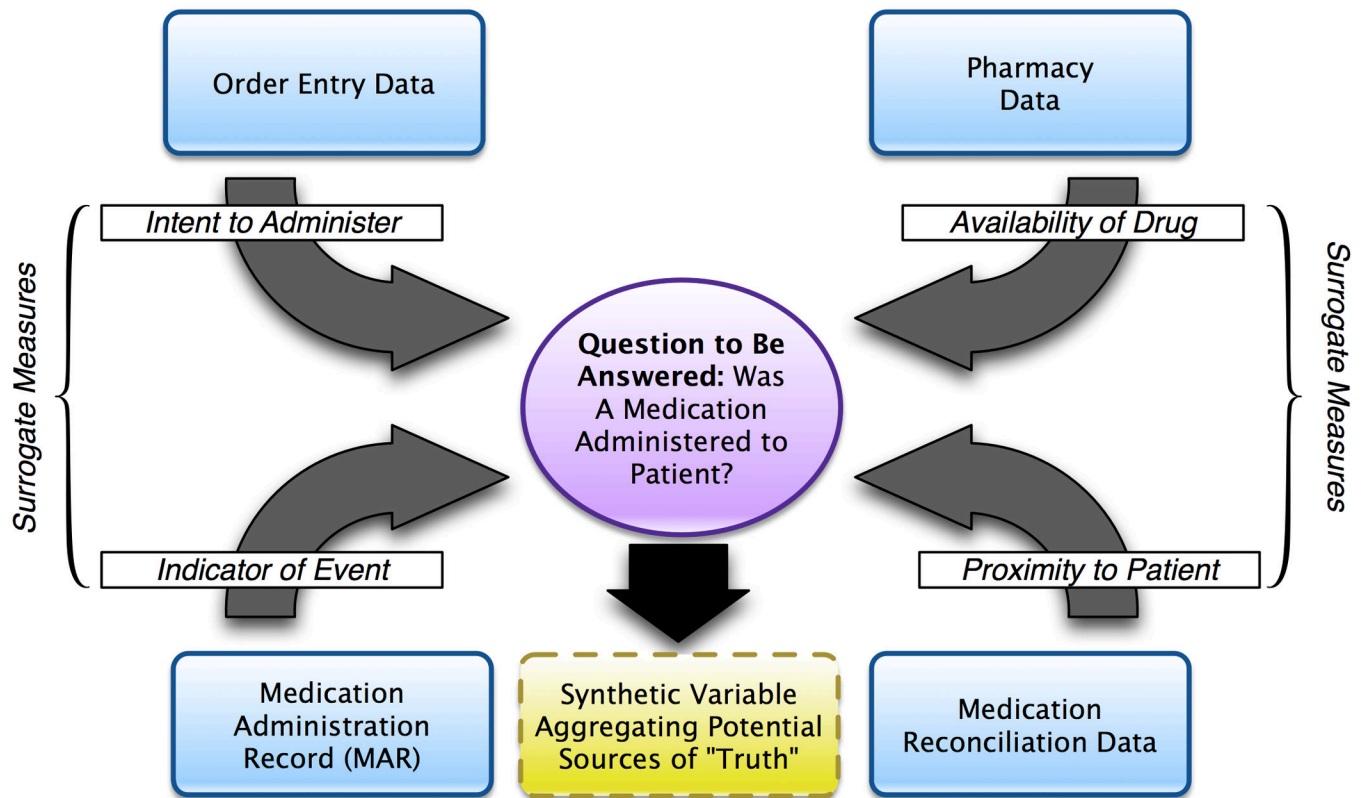 Order Entry Data
Pharmacy
Data
Intent to Administer
Availability of Drug
Surrogate Measures
Surrogate Measures
Question to Be
Answered: Was
A Medication
Administered to
Patient?
Indicator of Event
Proximity to Patient
Medication
Administration
Record (MAR)
Synthetic Variable
Aggregating Potential
Sources of "Truth"
Medication
Reconciliation Data